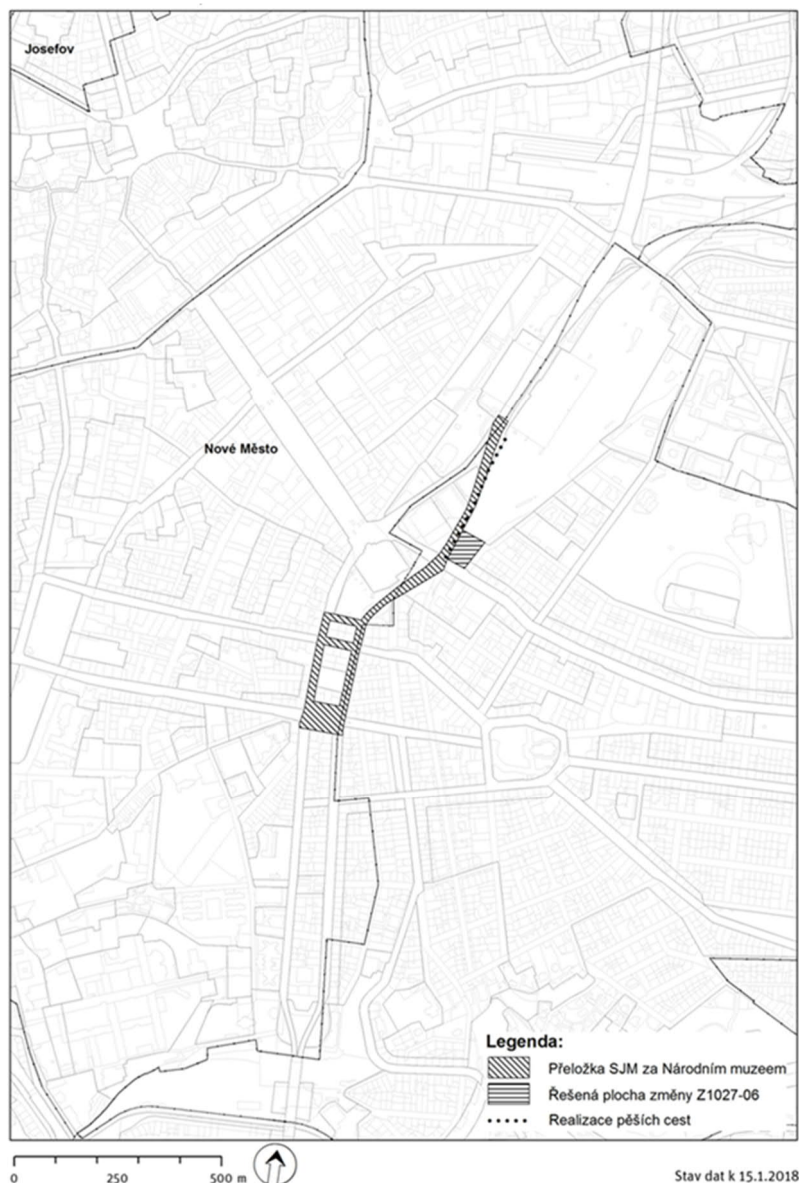 Josefov
Nové Město
Legenda:
Přeložka SJM za Národním muzeem
Řešená plocha změny Z1027-06
Realizace pěších cest
0 250 500 m
Stav dat k 15.1.2018